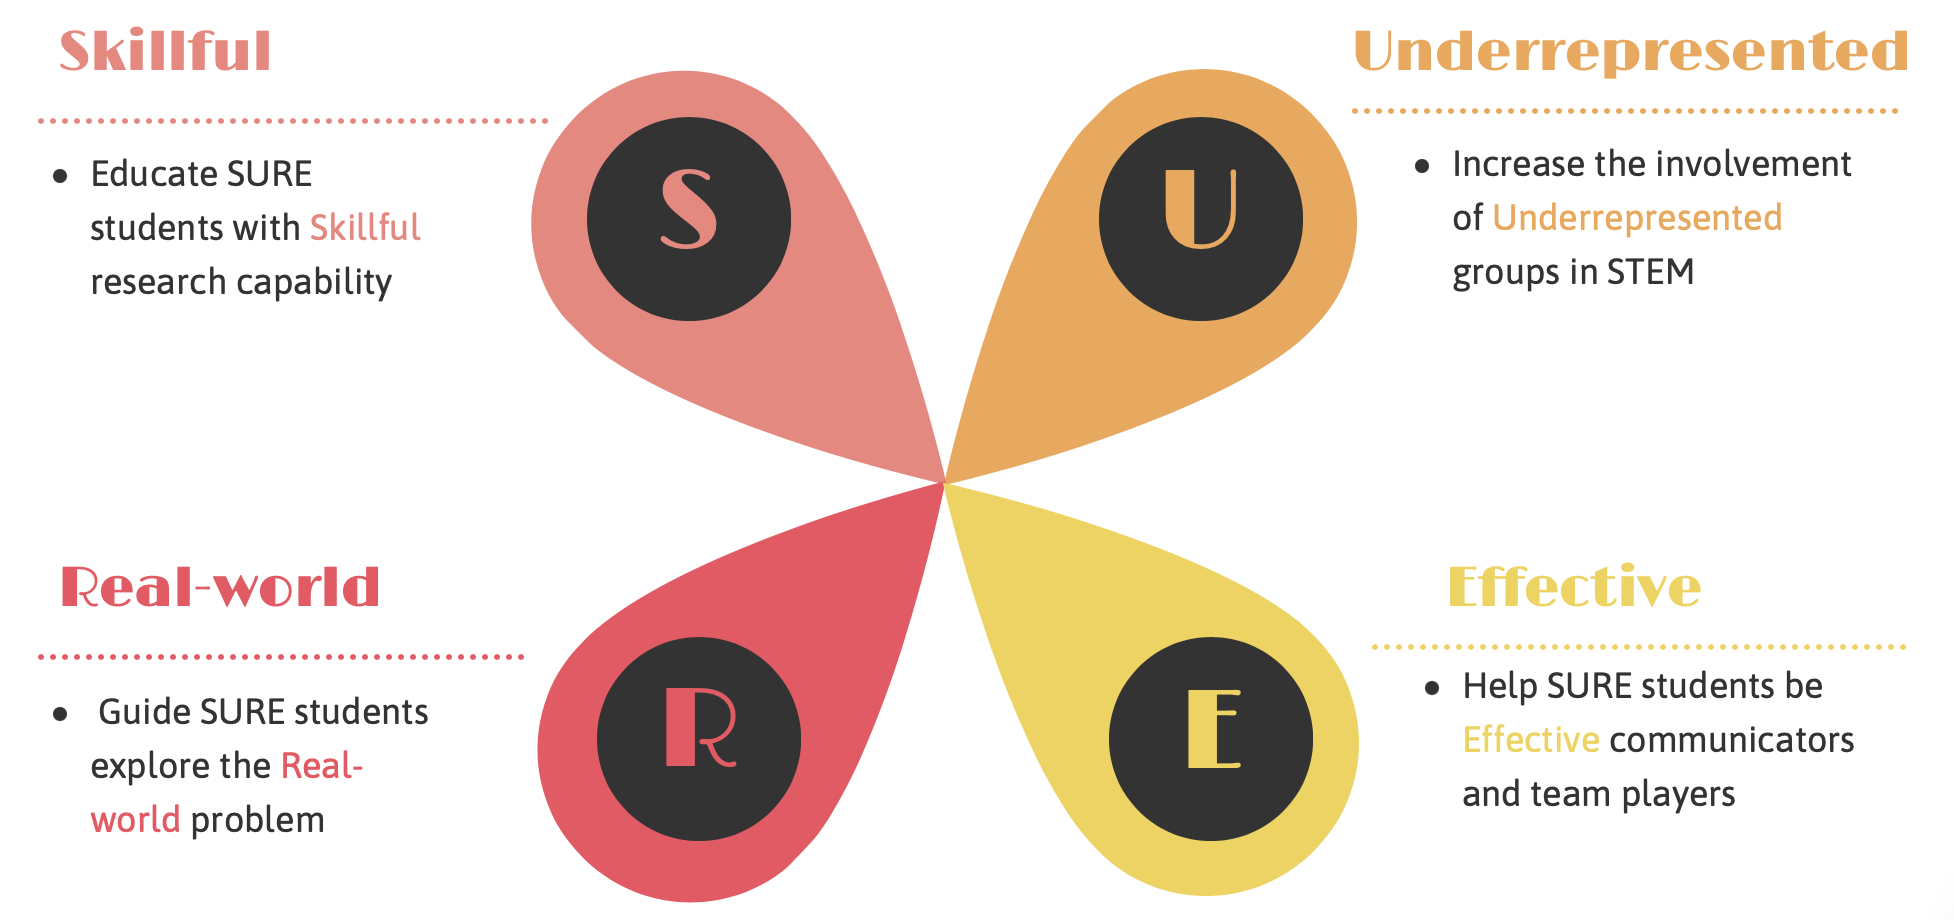 Skillful
Educate SURE
students with Skillful
research capability
S
U
Underrepresented
Increase the involvement
of Underrepresented
groups in STEM
Real-world
Guide SURE students
explore the Real-
world problem
R
E
Effective
Help SURE students be
Effective communicators
and team players